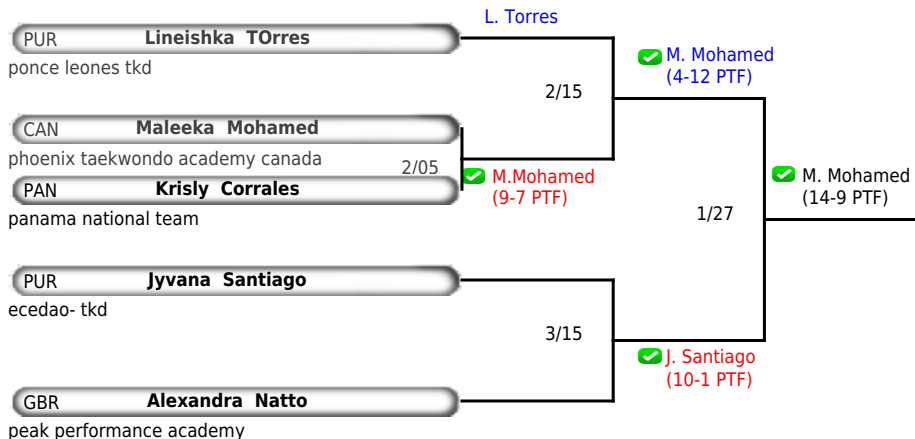 L. Torres
PUR Lineishka TOrres
ponce leones tkd
M. Mohamed
(4-12 PTF)
2/15
CAN Maleeka Mohamed
phoenix taekwondo academy canada
2/05
M.Mohamed
(9-7 PTF)
PAN Krisly Corrales
panama national team
M. Mohamed
(14-9 PTF)
1/27
PUR Jyvana Santiago
ecedao- tkd
3/15
J. Santiago
(10-1 PTF)
GBR Alexandra Natto
peak performance academy